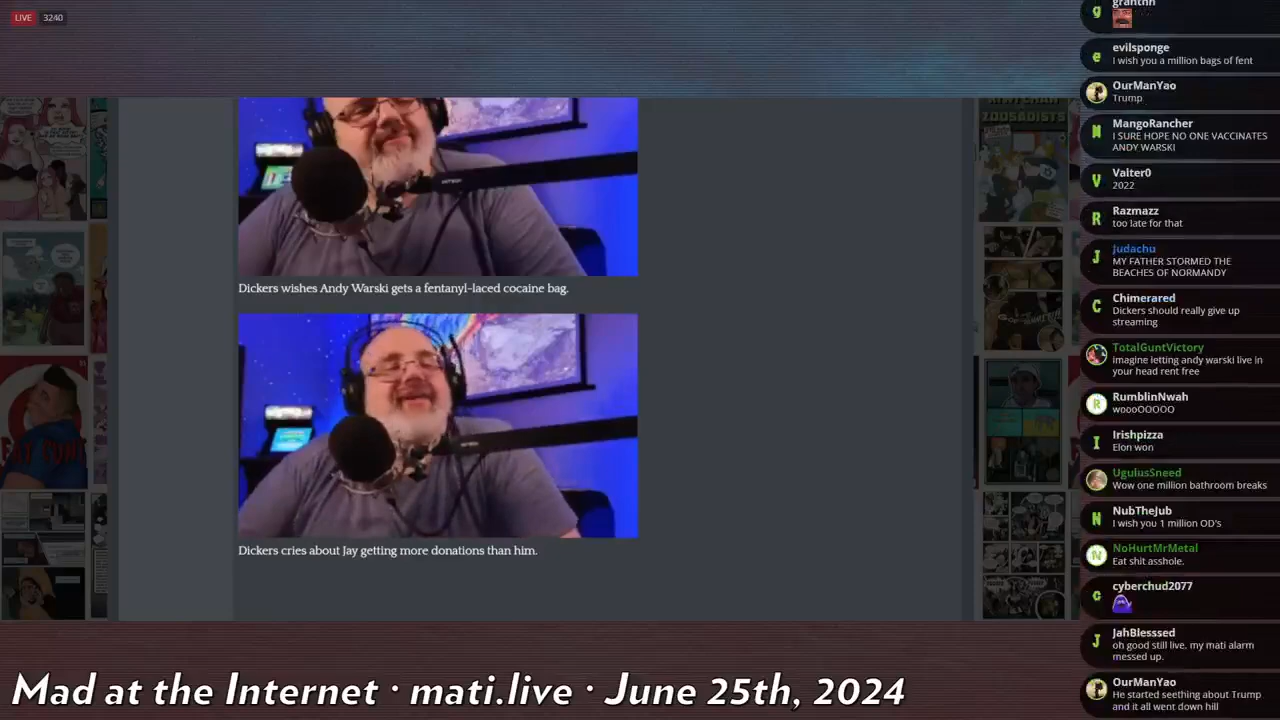 LIVE 3240
Dickers wishes Andy Warski gets a fentanyl-laced cocaine bag.
Dickers cries about Jay getting more donations than him.
Mad at the Internet · mati.live · June 25th, 2024
granthh
evilsponge
I wish you a million bags of fent
OurManYao
Trump
MangoRancher
I SURE HOPE NO ONE VACCINATES
ANDY WARSKI
Valter0
2022
Razmazz
too late for that
Judachu
MY FATHER STORMED THE
BEACHES OF NORMANDY
Chimerared
Dickers should really give up
streaming
TotalGuntVictory
Imagine letting andy warski live in
your head rent free
RumblinNwah
woooOOOOO
Irishpizza
Elon won
UgulusSneed
Wow one million bathroom breaks
NubTheJub
I wish you 1 million OD's
NoHurtMrMetal
Eat shit asshole.
cyberchud2077
JahBlesssed
oh good still live, my mati alarm
messed up.
OurManYao
He started seething about Trump
and it all went down hill